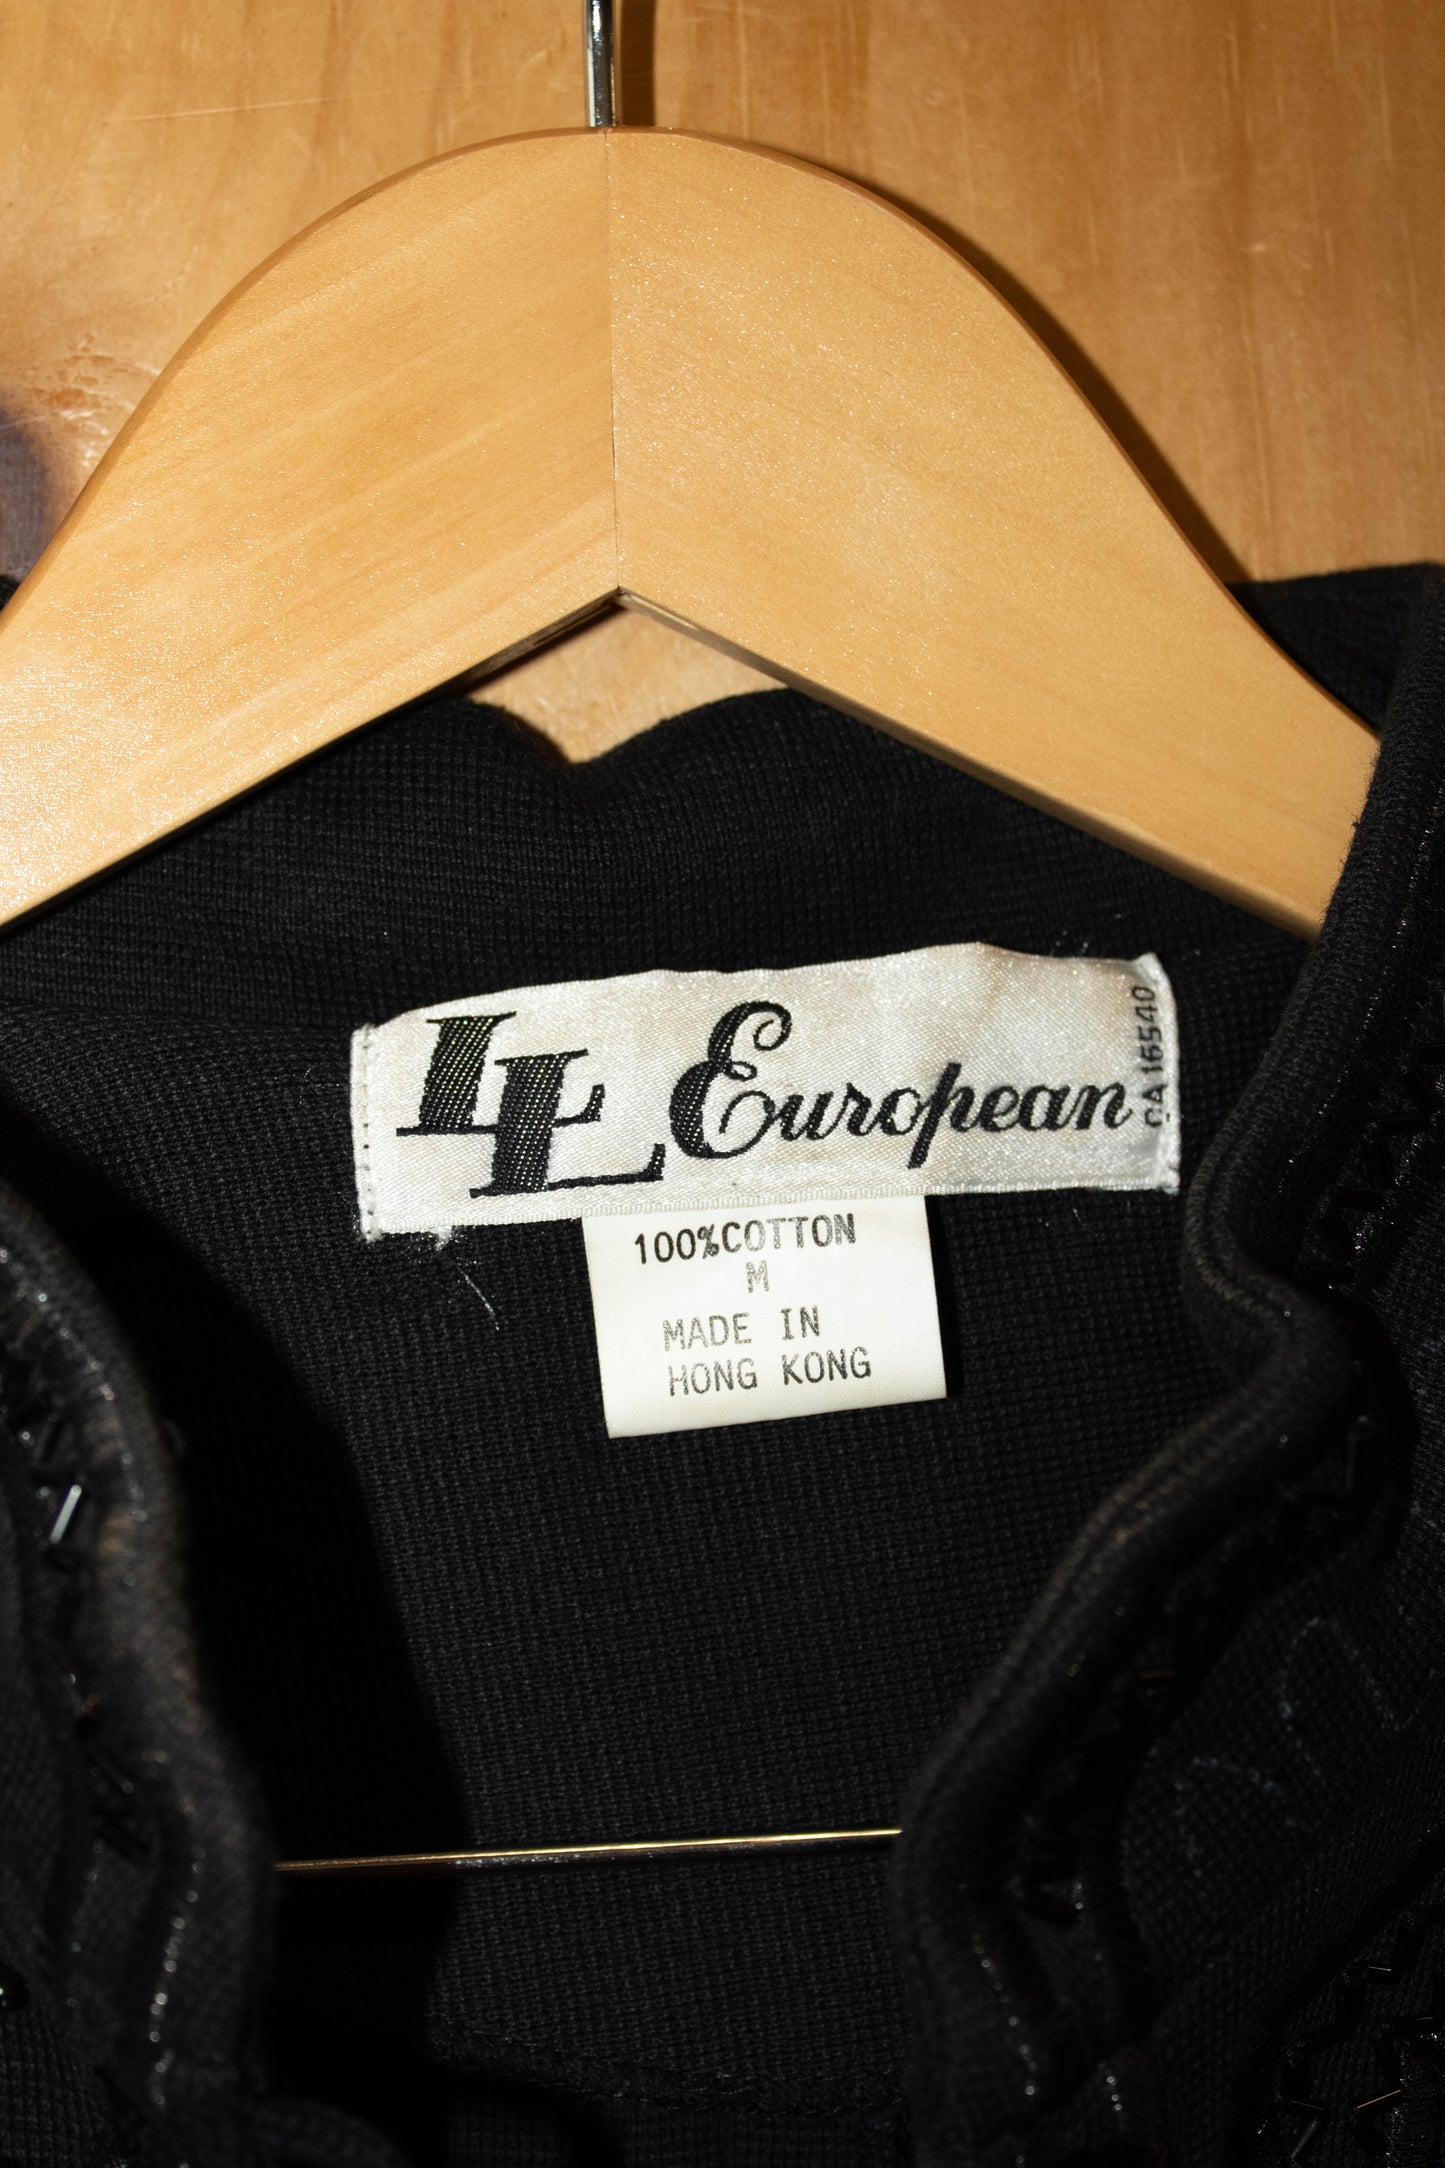 LL European
CA 16540
100%COTTON
M
MADE IN
HONG KONG